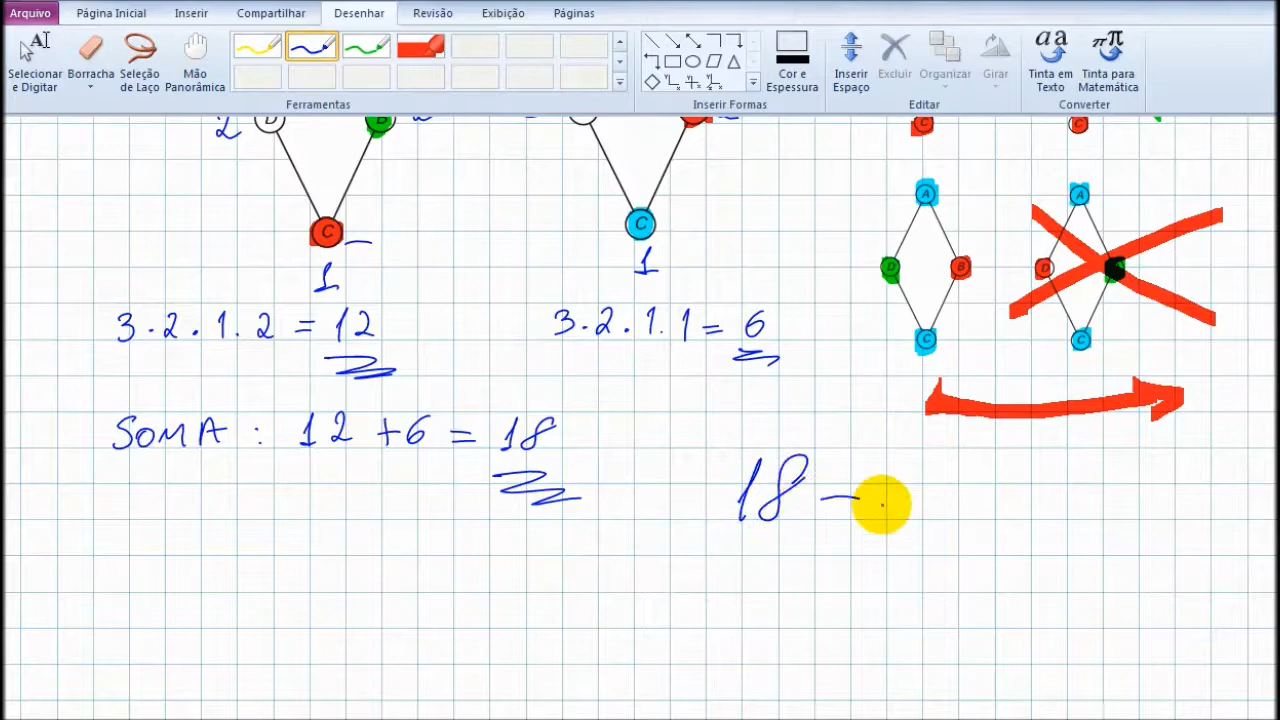 Arquivo Página Inicial Inserir Compartilhar Desenhar Revisão Exibição Páginas
Selecionar e Digitar
Borracha
Seleção de Laço
Mão Panorâmica
Ferramentas
Inserir Formas
Cor e Espessura
Inserir Espaço
Excluir
Organizar
Girar
Editar
Tinta em Texto
Tinta para Matemática
Converter
2 D B
C
1
C
1
C C
A
D B
C
A
D
C
3 · 2 · 1 · 2 = 12
3 · 2 · 1 · 1 = 6
SOMA : 12 + 6 = 18
18 -